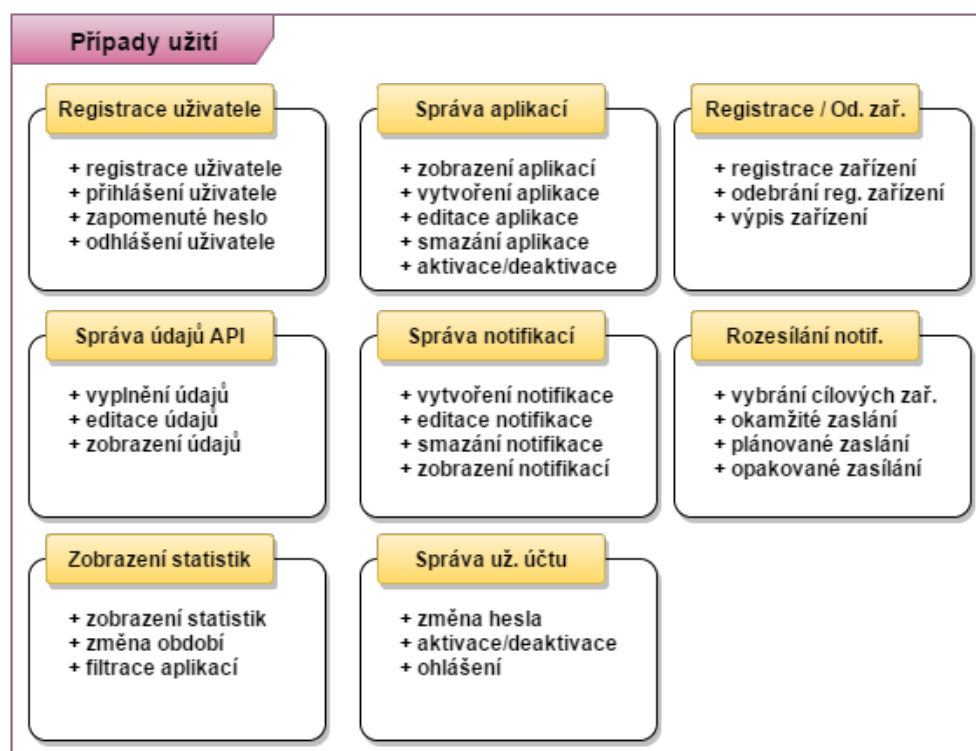 Případy užití
Registrace uživatele
+ registrace uživatele
+ přihlášení uživatele
+ zapomenuté heslo
+ odhlášení uživatele
Správa aplikací
+ zobrazení aplikací
+ vytvoření aplikace
+ editace aplikace
+ smazání aplikace
+ aktivace/deaktivace
Registrace / Od. zař.
+ registrace zařízení
+ odebrání reg. zařízení
+ výpis zařízení
Správa údajů API
+ vyplnění údajů
+ editace údajů
+ zobrazení údajů
Správa notifikací
+ vytvoření notifikace
+ editace notifikace
+ smazání notifikace
+ zobrazení notifikací
Rozesílání notif.
+ vybrání cílových zař.
+ okamžité zaslání
+ plánované zaslání
+ opakované zasílání
Zobrazení statistik
+ zobrazení statistik
+ změna období
+ filtrace aplikací
Správa už. účtu
+ změna hesla
+ aktivace/deaktivace
+ ohlášení